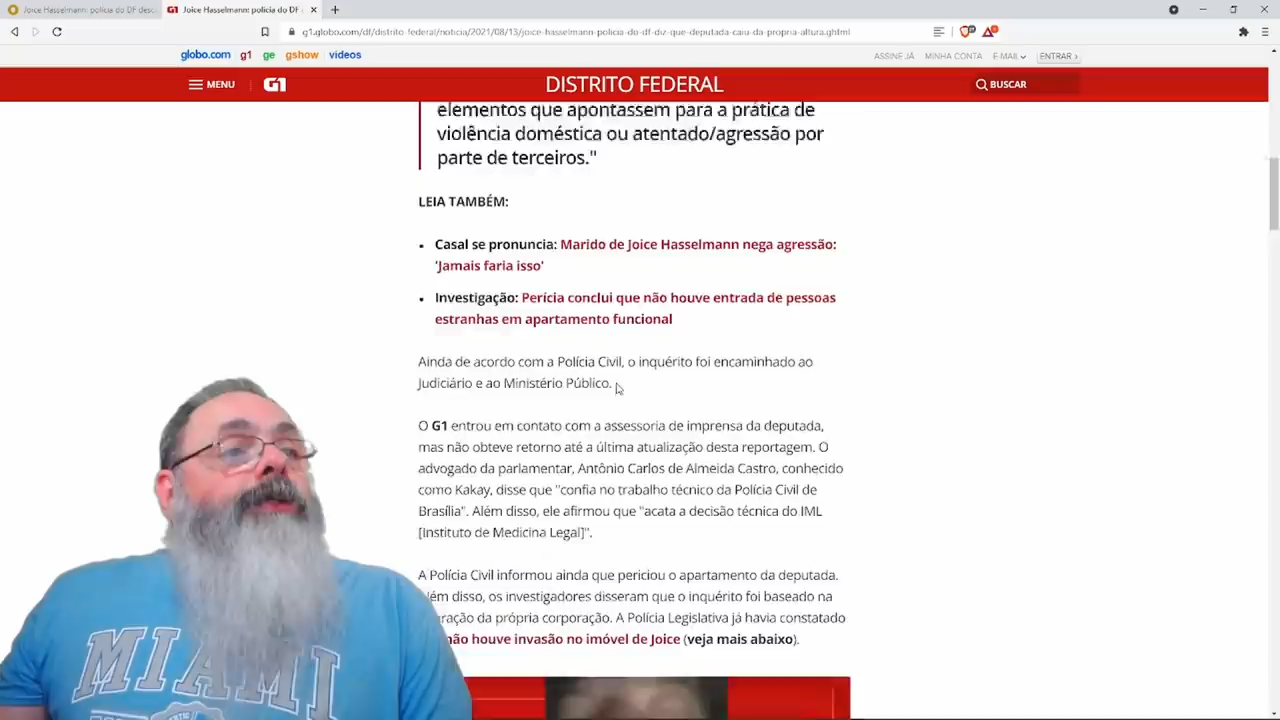 Joice Hasselmann: polícia do DF desc
G1 Joice Hasselmann: polícia do DF
g1.globo.com/df/distrito-federal/noticia/2021/08/13/joice-hasselmann-policia-do-df-diz-que-deputada-caiu-da-propria-altura.ghtml
globo.com g1 ge gshow videos ASSINE JÁ MINHA CONTA E-MAIL ENTRAR ›
MENU G1 DISTRITO FEDERAL BUSCAR
elementos que apontassem para a prática de
violência doméstica ou atentado/agressão por
parte de terceiros."
LEIA TAMBÉM:
Casal se pronuncia: Marido de Joice Hasselmann nega agressão:
'Jamais faria isso'
Investigação: Perícia conclui que não houve entrada de pessoas
estranhas em apartamento funcional
Ainda de acordo com a Polícia Civil, o inquérito foi encaminhado ao
Judiciário e ao Ministério Público.
O G1 entrou em contato com a assessoria de imprensa da deputada,
mas não obteve retorno até a última atualização desta reportagem. O
advogado da parlamentar, Antônio Carlos de Almeida Castro, conhecido
como Kakay, disse que "confia no trabalho técnico da Polícia Civil de
Brasília". Além disso, ele afirmou que "acata a decisão técnica do IML
[Instituto de Medicina Legal]".
A Polícia Civil informou ainda que periciou o apartamento da deputada.
lém disso, os investigadores disseram que o inquérito foi baseado na
ração da própria corporação. A Polícia Legislativa já havia constatado
não houve invasão no imóvel de Joice (veja mais abaixo).
MIAMI